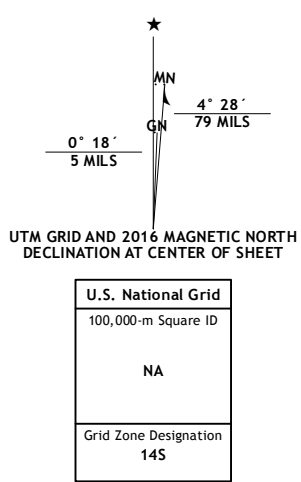 ★
MN
4° 28´
79 MILS
GN
0° 18´
5 MILS
UTM GRID AND 2016 MAGNETIC NORTH
DECLINATION AT CENTER OF SHEET
U.S. National Grid
100,000-m Square ID
NA
Grid Zone Designation
14S